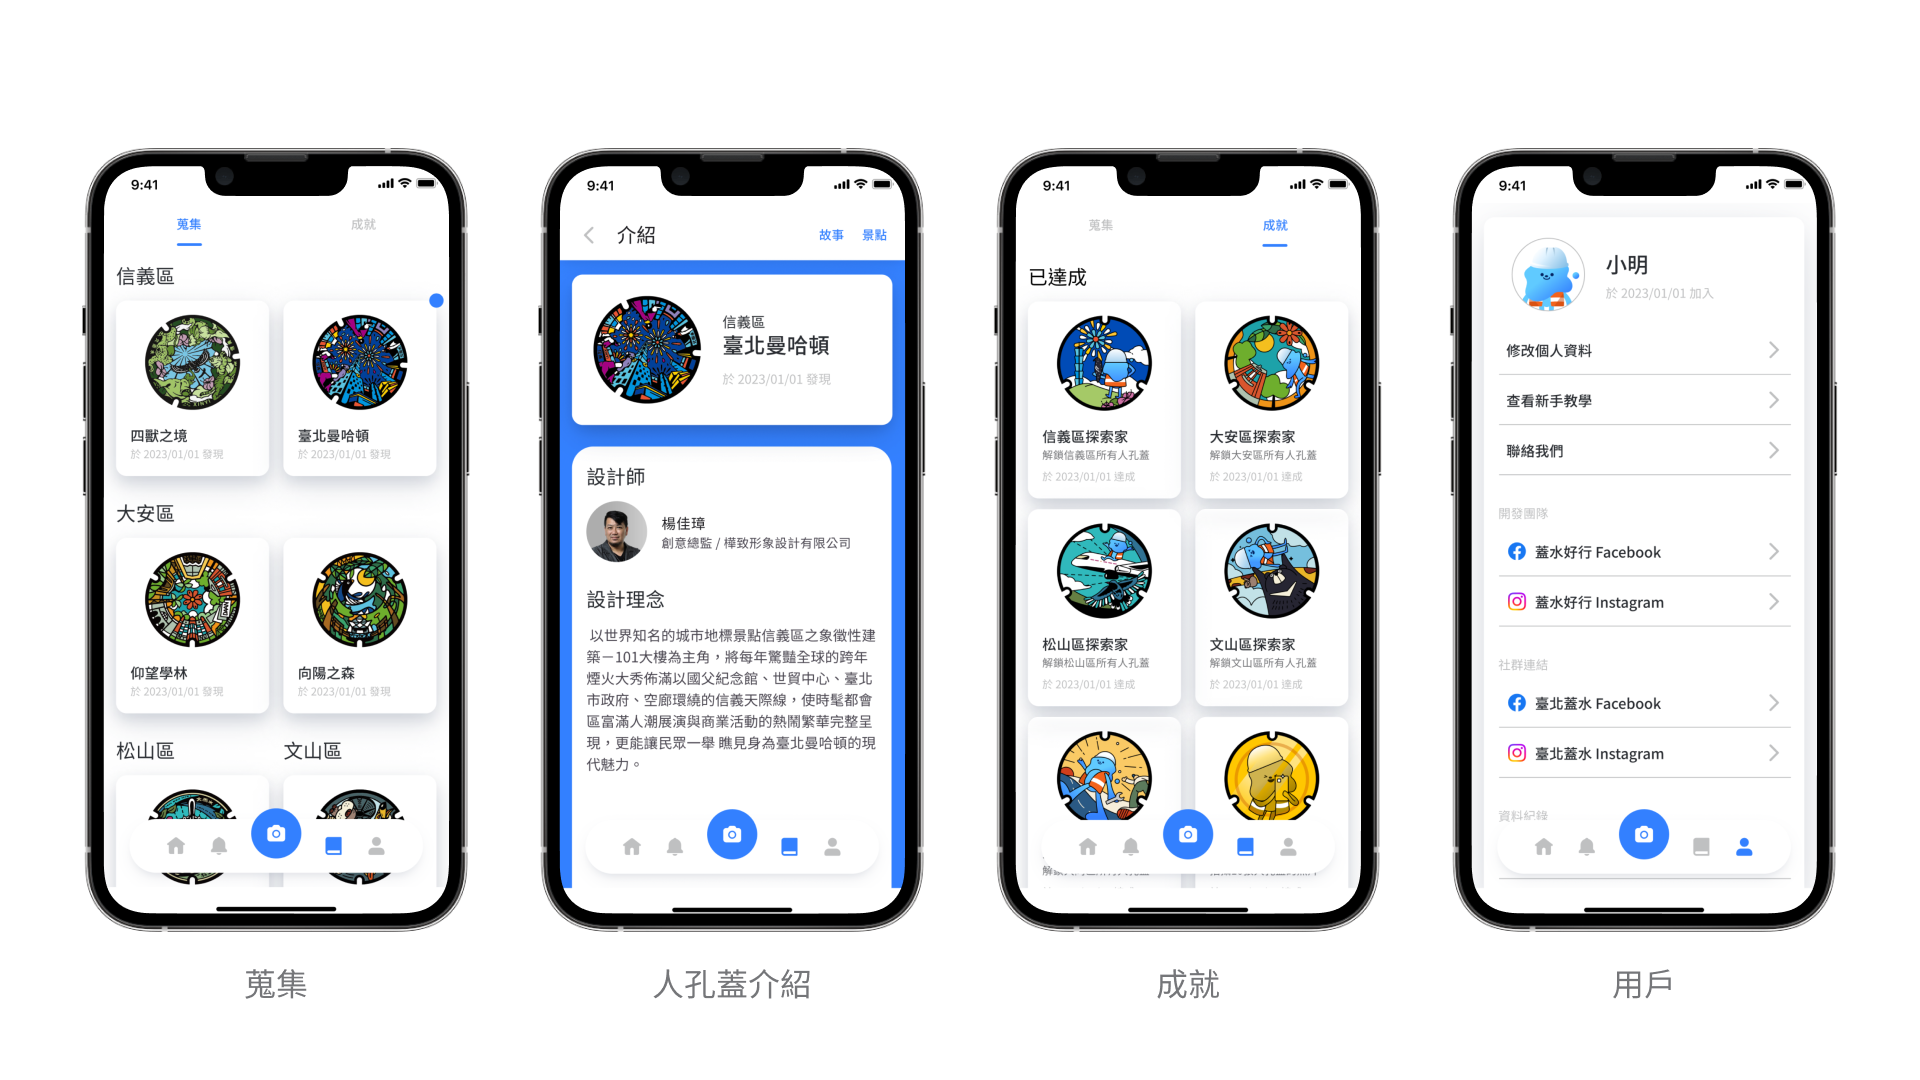 9:41
蒐集 成就
信義區
四獸之境 臺北曼哈頓
於 2023/01/01 發現 於 2023/01/01 發現
大安區
仰望學林 向陽之森
於 2023/01/01 發現 於 2023/01/01 發現
松山區 文山區
蒐集
9:41
介紹 故事 景點
信義區
臺北曼哈頓
於 2023/01/01 發現
設計師
楊佳璋
創意總監 / 樺致形象設計有限公司
設計理念
以世界知名的城市地標景點信義區之象徵性建
築－101大樓為主角，將每年驚豔全球的跨年
煙火大秀佈滿以國父紀念館、世貿中心、臺北
市政府、空廊環繞的信義天際線，使時髦都會
區富滿人潮展演與商業活動的熱鬧繁華完整呈
現，更能讓民眾一舉 瞧見身為臺北曼哈頓的現
代魅力。
人孔蓋介紹
9:41
蒐集 成就
已達成
信義區探索家 大安區探索家
解鎖信義區所有人孔蓋 解鎖大安區所有人孔蓋
於 2023/01/01 達成 於 2023/01/01 達成
松山區探索家 文山區探索家
解鎖松山區所有人孔蓋 解鎖文山區所有人孔蓋
於 2023/01/01 達成 於 2023/01/01 達成
成就
9:41
小明
於 2023/01/01 加入
修改個人資料
查看新手教學
聯絡我們
開發團隊
蓋水好行 Facebook
蓋水好行 Instagram
社群連結
臺北蓋水 Facebook
臺北蓋水 Instagram
資料紀錄
用戶